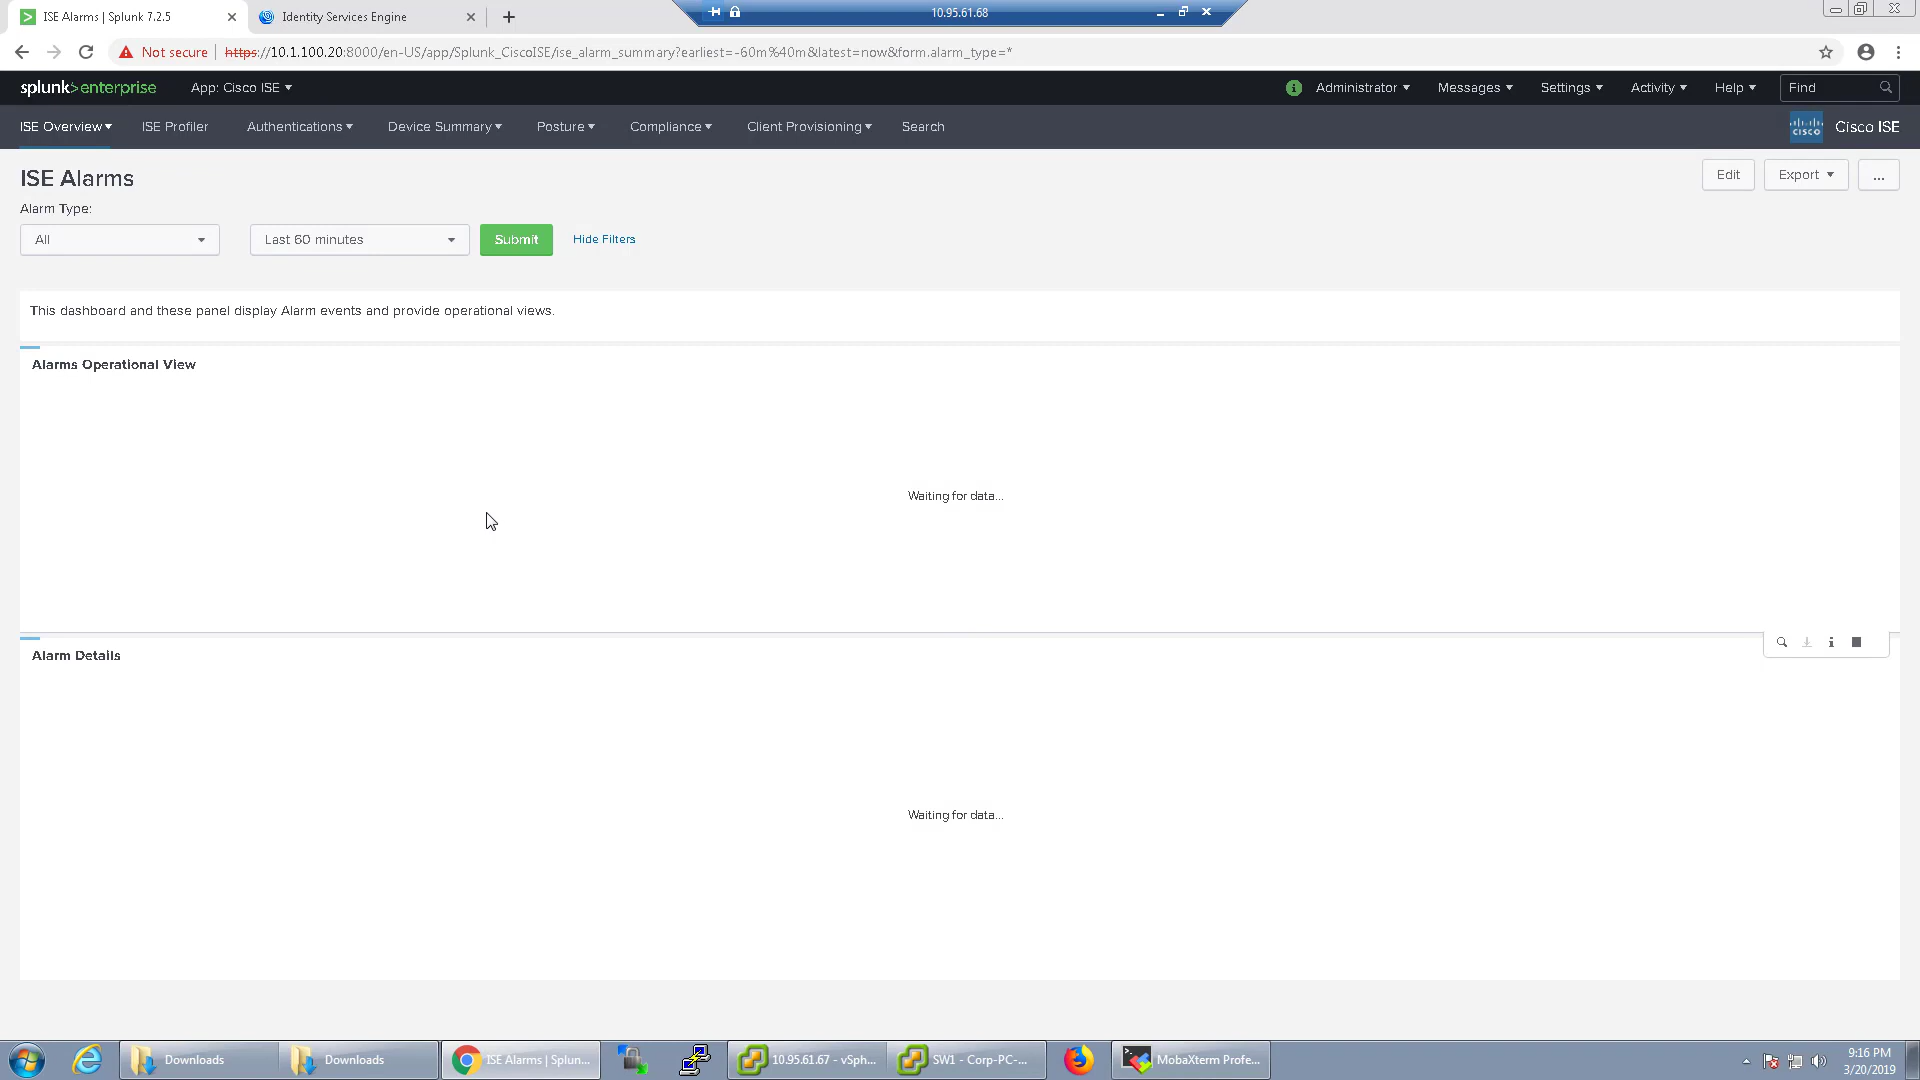 ISE Alarms | Splunk 7.2.5
Identity Services Engine
10.95.61.68
Not secure
https://10.1.100.20:8000/en-US/app/Splunk_CiscoISE/ise_alarm_summary?earliest=-60m%40m&latest=now&form.alarm_type=*
splunk>enterprise
App: Cisco ISE
Administrator
Messages
Settings
Activity
Help
Find
ISE Overview
ISE Profiler
Authentications
Device Summary
Posture
Compliance
Client Provisioning
Search
CISCO
Cisco ISE
ISE Alarms
Edit
Export
...
Alarm Type:
All
Last 60 minutes
Submit
Hide Filters
This dashboard and these panel display Alarm events and provide operational views.
Alarms Operational View
Waiting for data...
Alarm Details
Waiting for data...
Downloads
Downloads
ISE Alarms | Splun...
10.95.61.67 - vSph...
SW1 - Corp-PC-...
MobaXterm Profe...
9:16 PM
3/20/2019